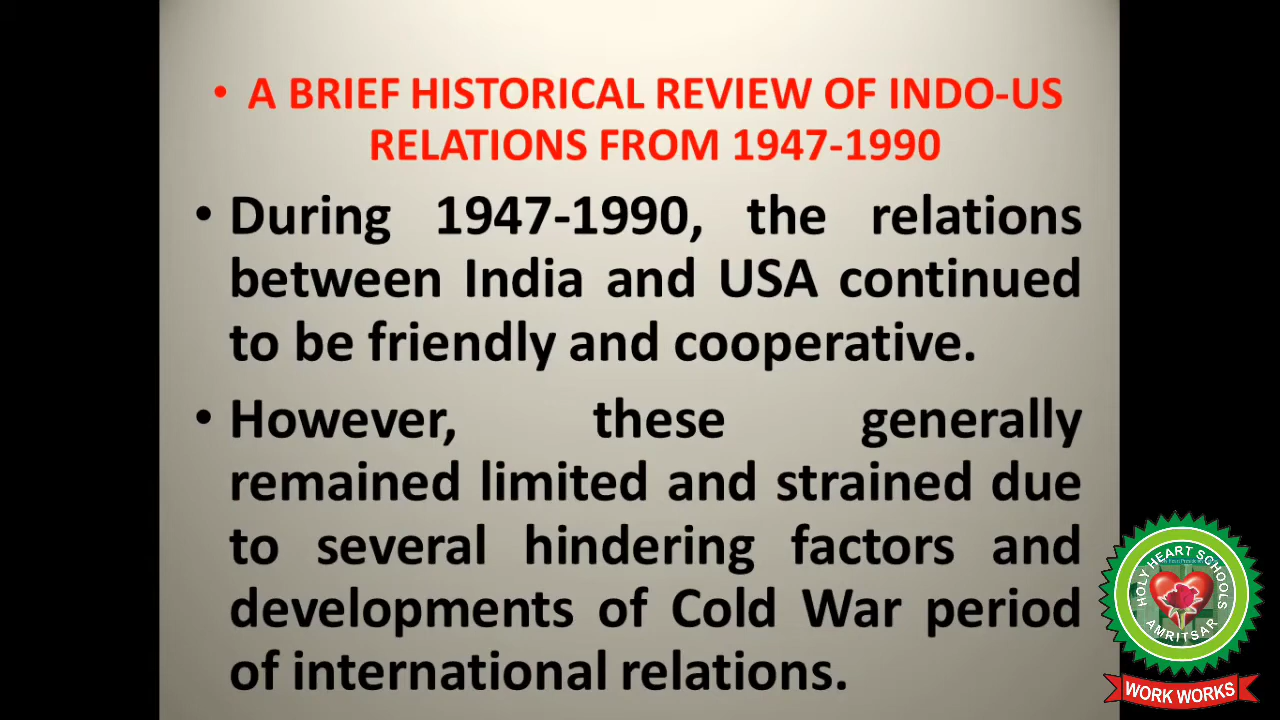 • A BRIEF HISTORICAL REVIEW OF INDO-US
RELATIONS FROM 1947-1990
• During 1947-1990, the relations
between India and USA continued
to be friendly and cooperative.
• However, these generally
remained limited and strained due
to several hindering factors and
developments of Cold War period
of international relations.
HOLY HEART SCHOOLS
AMRITSAR
WORK WORKS